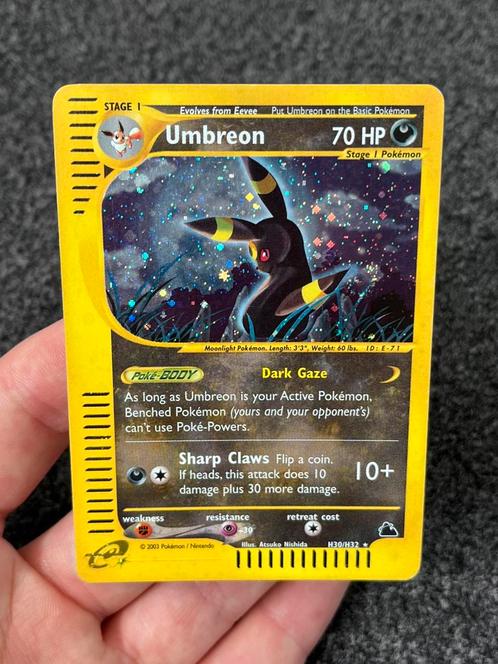 STAGE 1
Evolves from Eevee Put Umbreon on the Basic Pokémon
Umbreon 70 HP
Stage 1 Pokémon
Moonlight Pokémon. Length: 3'3", Weight: 60 lbs. ID: E-71
Poké-BODY Dark Gaze
As long as Umbreon is your Active Pokémon,
Benched Pokémon (yours and your opponent's)
can't use Poké-Powers.
Sharp Claws Flip a coin.
If heads, this attack does 10
damage plus 30 more damage.
10+
weakness resistance retreat cost
-30
Illus. Atsuko Nishida H30/H32
© 2003 Pokémon / Nintendo
e